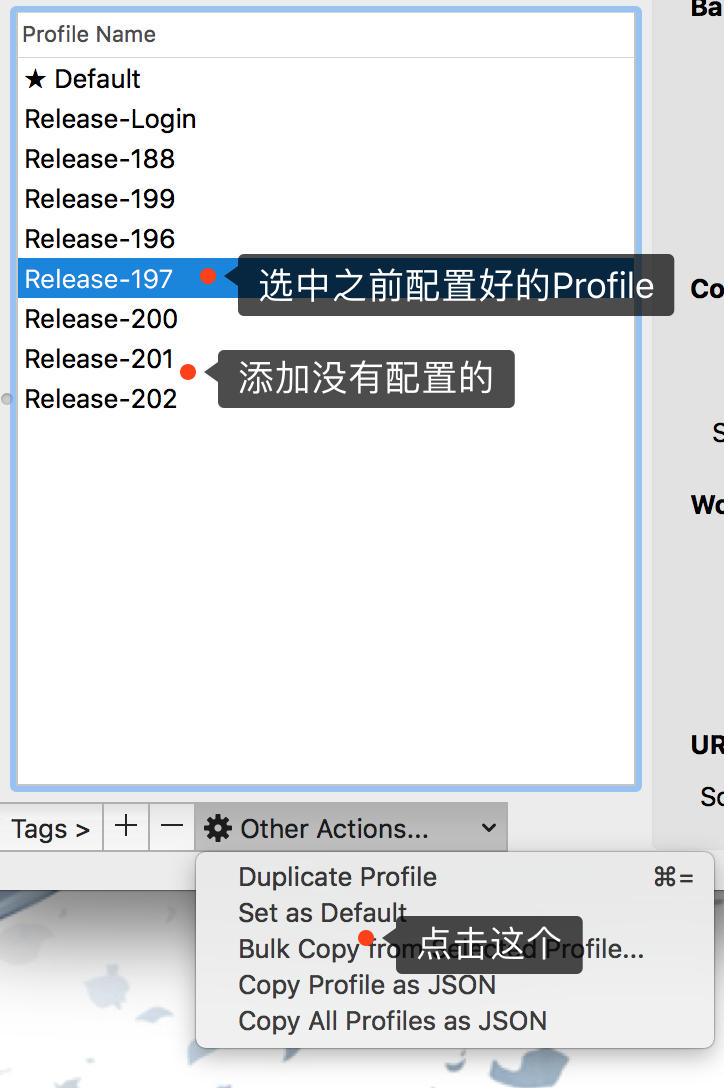 Ba
Profile Name
★ Default
Release-Login
Release-188
Release-199
Release-196
Release-197
选中之前配置好的Profile
Co
Release-200
Release-201
添加没有配置的
Release-202
S
Wo
UR
Sc
Tags >
+
−
Other Actions...
Duplicate Profile ⌘=
Set as Default
点击这个
Bulk Copy from Selected Profile...
Copy Profile as JSON
Copy All Profiles as JSON